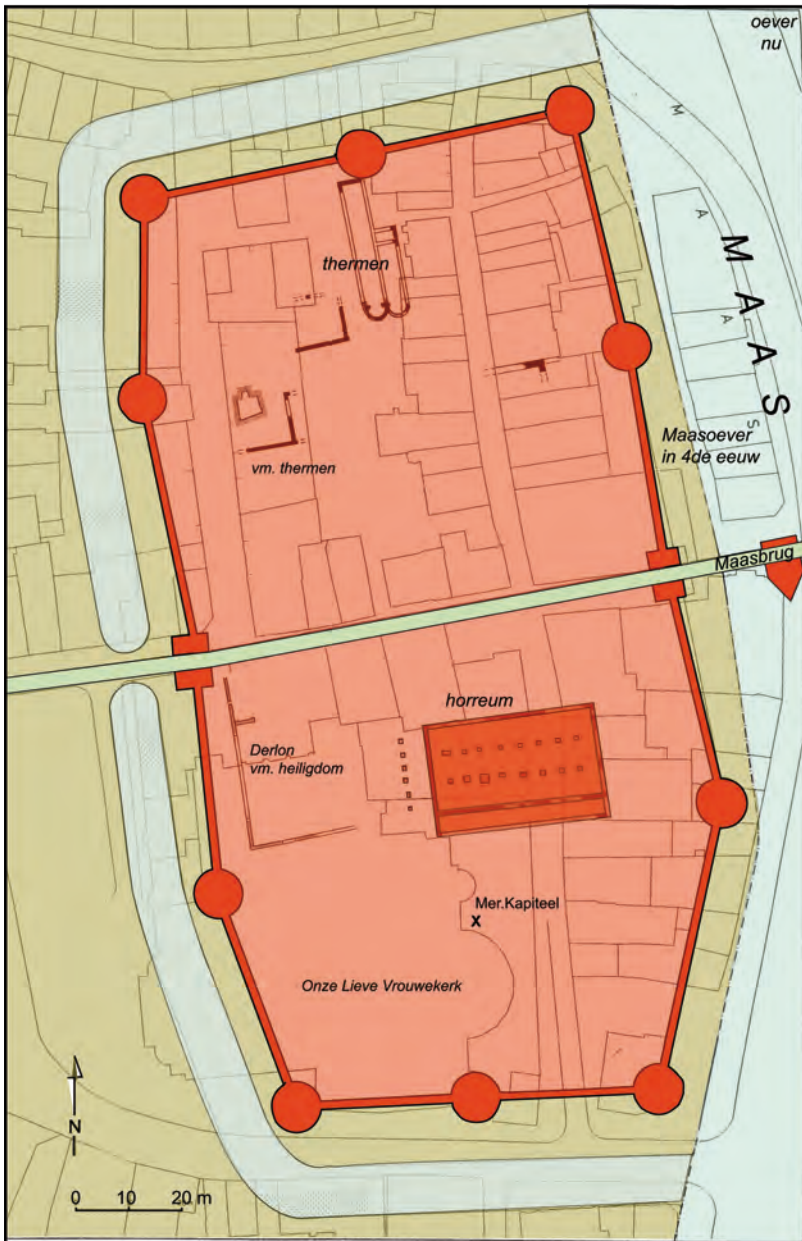 oever
nu
M
A
A
S
M
A
A
S
thermen
Maasoever
in 4de eeuw
vm. thermen
Maasbrug
horreum
Derlon
vm. heiligdom
Mer.Kapiteel
x
Onze Lieve Vrouwekerk
N
0 10 20 m